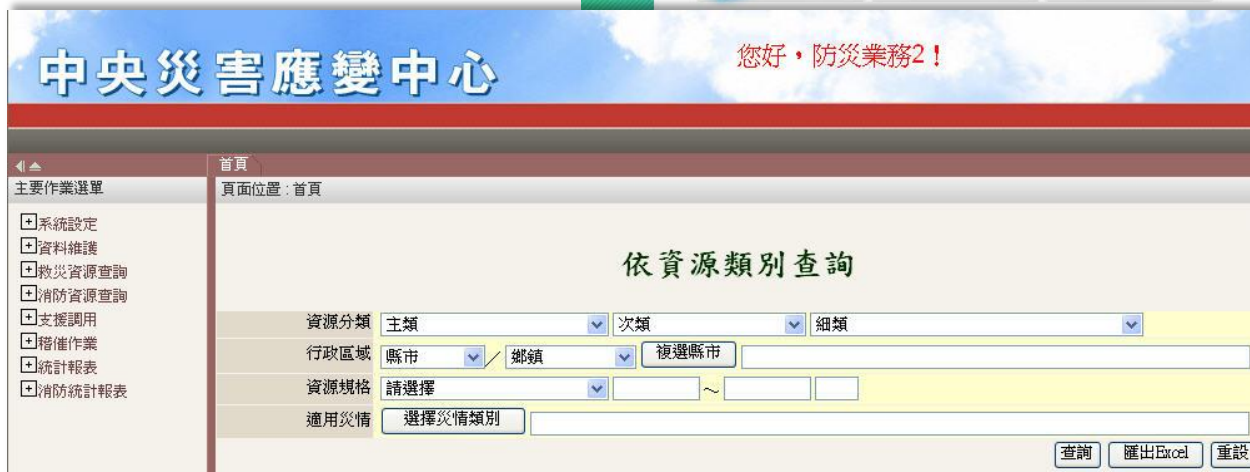 中央災害應變中心
您好，防災業務2！
首頁
主要作業選單
頁面位置 : 首頁
系統設定
資料維護
救災資源查詢
消防資源查詢
支援調用
稽催作業
統計報表
消防統計報表
依資源類別查詢
資源分類 主類 次類 細類
行政區域 縣市 ／ 鄉鎮 複選縣市
資源規格 請選擇 ～
適用災情 選擇災情類別
查詢 匯出Excel 重設